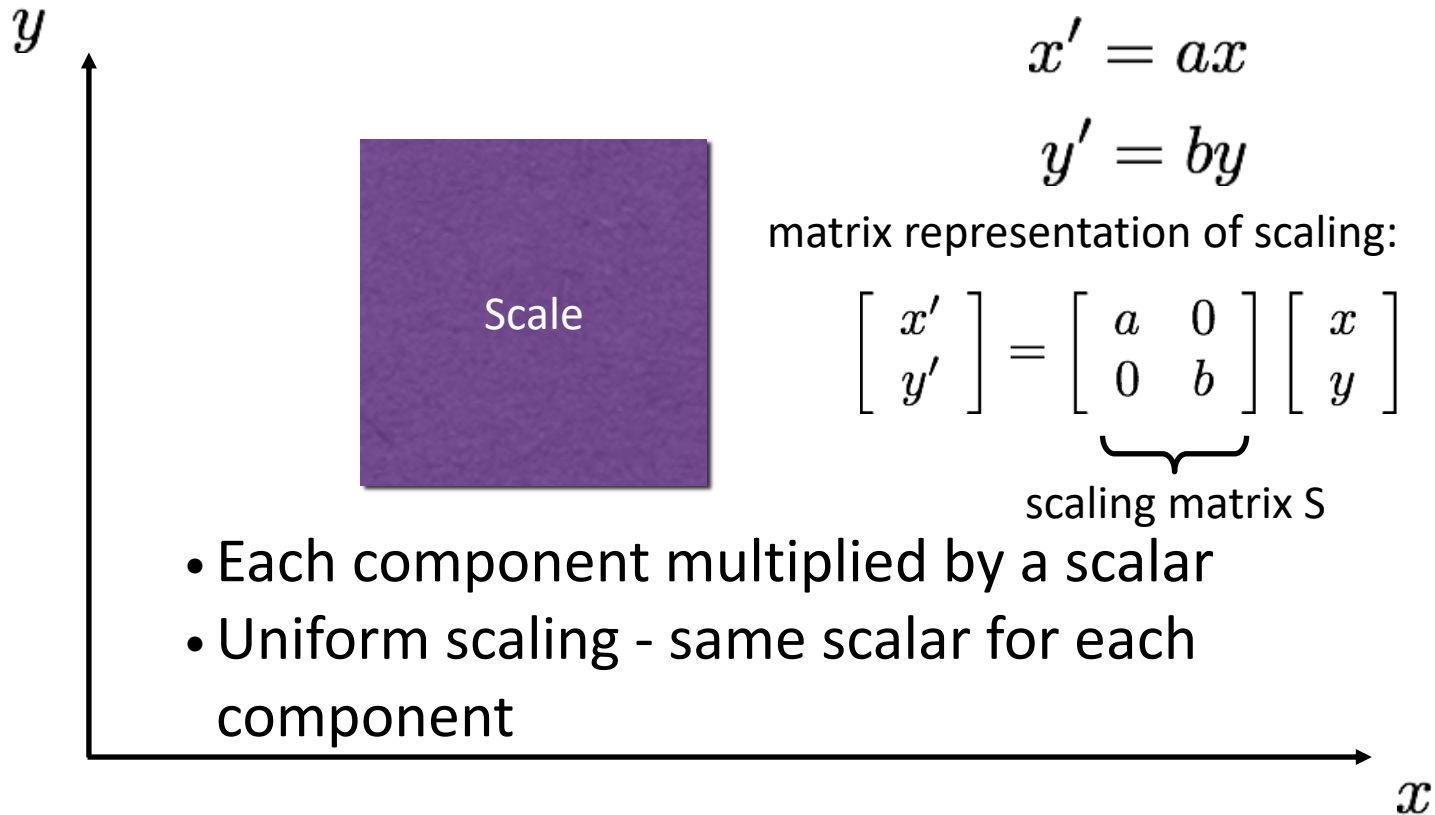 y
x′ = ax
y′ = by
matrix representation of scaling:
Scale
[ x′ ] = [ a 0 ] [ x ]
[ y′ ] [ 0 b ] [ y ]
scaling matrix S
• Each component multiplied by a scalar
• Uniform scaling - same scalar for each
component
x